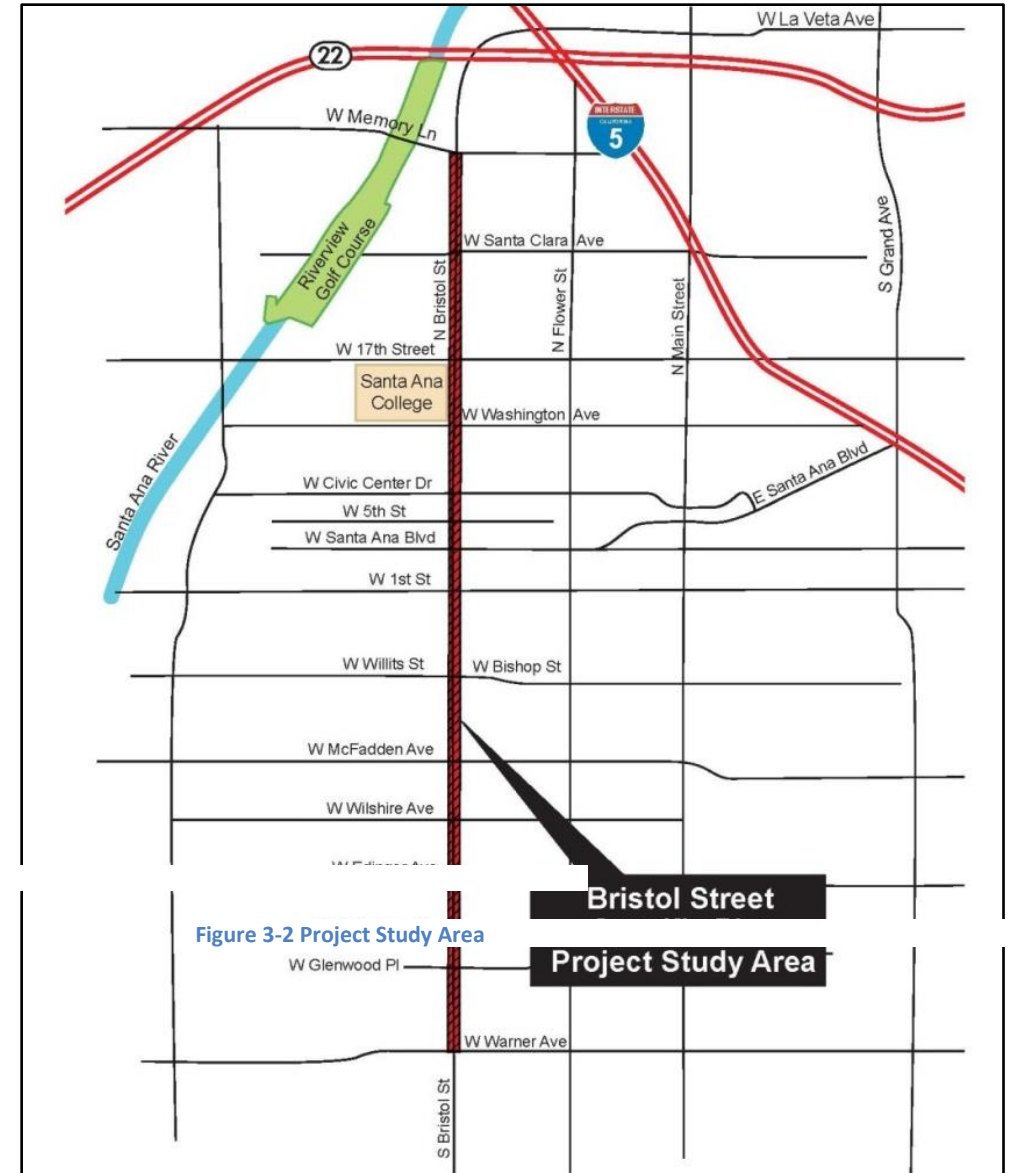 W La Veta Ave
22
W Memory Ln
INTERSTATE
CALIFORNIA
5
S Grand Ave
W Santa Clara Ave
Riverview
Golf Course
N Bristol St
N Flower St
N Main Street
W 17th Street
Santa Ana
College
W Washington Ave
Santa Ana River
E Santa Ana Blvd
W Civic Center Dr
W 5th St
W Santa Ana Blvd
W 1st St
W Willits St
W Bishop St
W McFadden Ave
W Wilshire Ave
Bristol Street
Figure 3-2 Project Study Area
W Glenwood Pl
Project Study Area
W Warner Ave
S Bristol St